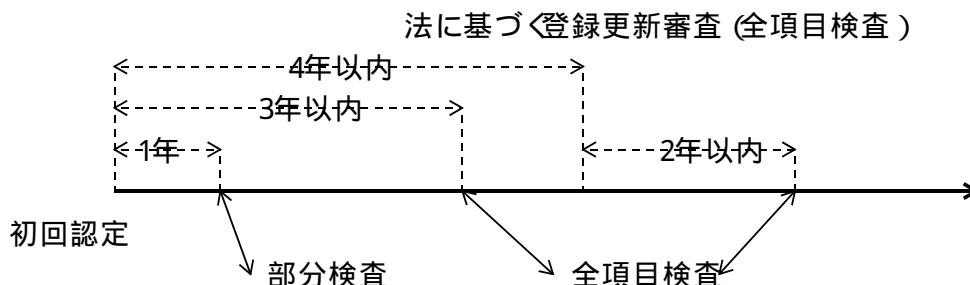 法に基づく登録更新審査（全項目検査）
4年以内
3年以内
1年
2年以内
初回認定
部分検査
全項目検査